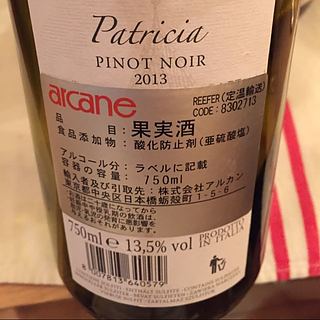 Patricia
PINOT NOIR
2013
arcane
REEFER(定温輸送)
CODE:8302713
品 目:果実酒
食品添加物:酸化防止剤(亜硫酸塩)
アルコール分:ラベルに記載
容器の容量:750ml
輸入者及び引取先:株式会社アルカン
東京都中央区日本橋蛎殻町1-5-6
750ml e 13,5% vol
PRODOTTO
IN ITALIA
8 007813 640579